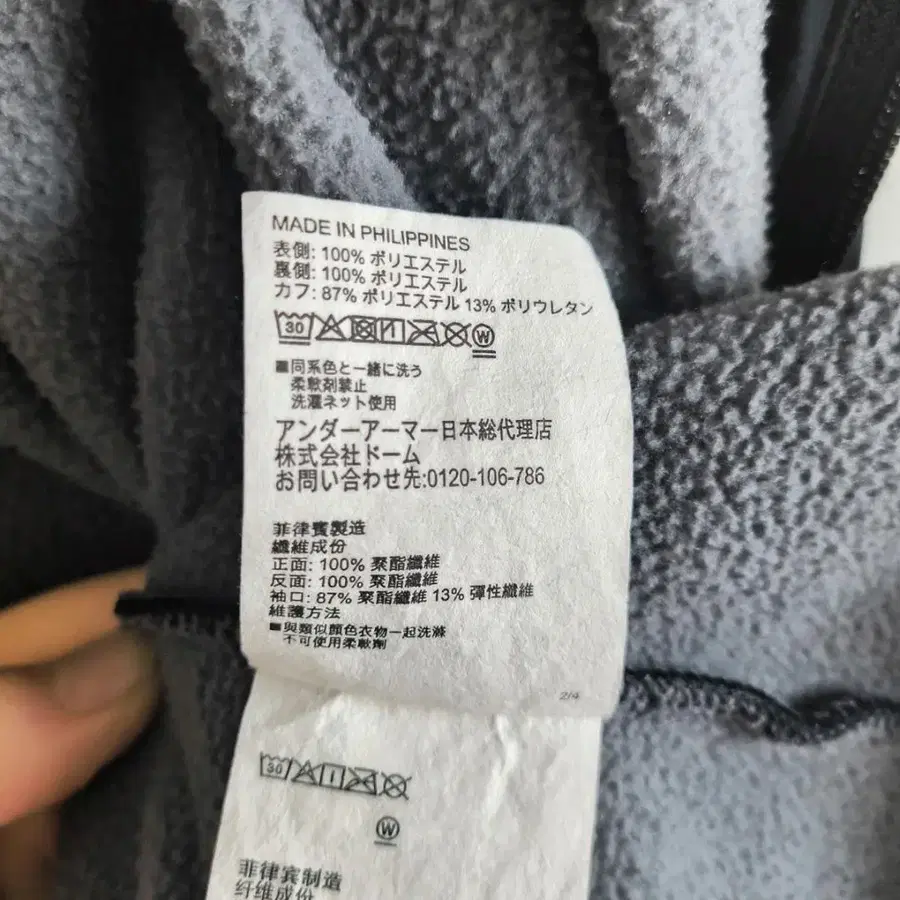 MADE IN PHILIPPINES
表側: 100% ポリエステル
裏側: 100% ポリエステル
カフ: 87% ポリエステル 13% ポリウレタン
30 W
■同系色と一緒に洗う
柔軟剤禁止
洗濯ネット使用
アンダーアーマー日本総代理店
株式会社ドーム
お問い合わせ先:0120-106-786
菲律賓製造
纖維成份
正面: 100% 聚酯纖維
反面: 100% 聚酯纖維
袖口: 87% 聚酯纖維 13% 彈性纖維
維護方法
■與類似顏色衣物一起洗滌
不可使用柔軟劑
2/4
30
W
菲律宾制造
纤维成份